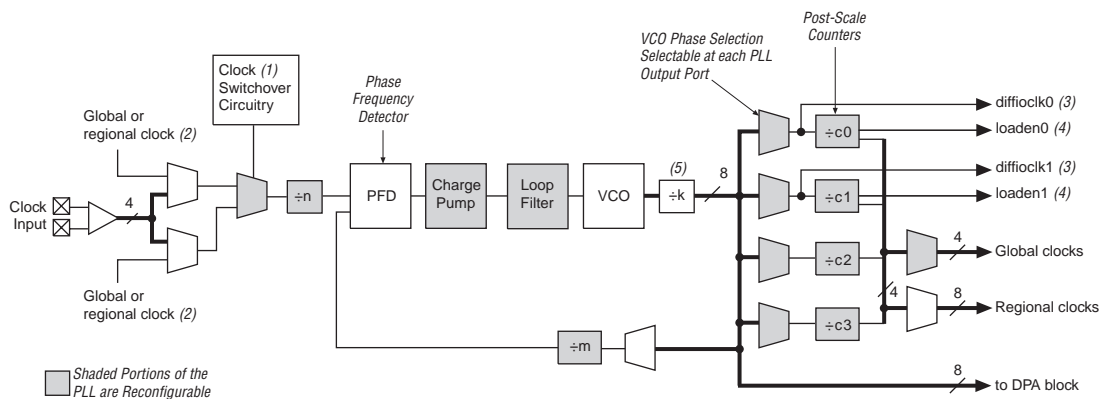 VCO Phase Selection
Selectable at each PLL
Output Port
Post-Scale
Counters
Clock (1)
Switchover
Circuitry
Phase
Frequency
Detector
Global or
regional clock (2)
4
Clock
Input
Global or
regional clock (2)
÷n
PFD
Charge
Pump
Loop
Filter
VCO
(5)
÷k
8
÷c0
÷c1
÷c2
÷c3
4
÷m
diffioclk0 (3)
loaden0 (4)
diffioclk1 (3)
loaden1 (4)
4
Global clocks
8
Regional clocks
8
to DPA block
Shaded Portions of the
PLL are Reconfigurable